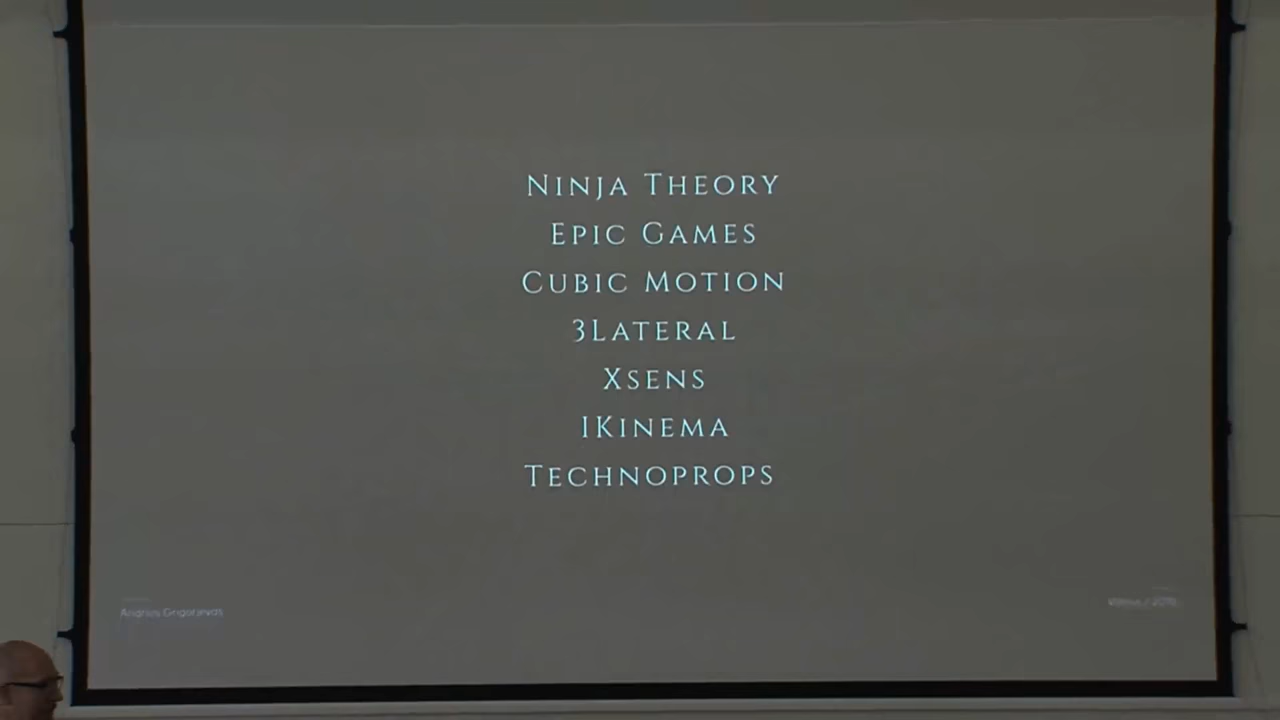 Ninja Theory
Epic Games
Cubic Motion
3Lateral
Xsens
IKinema
Technoprops